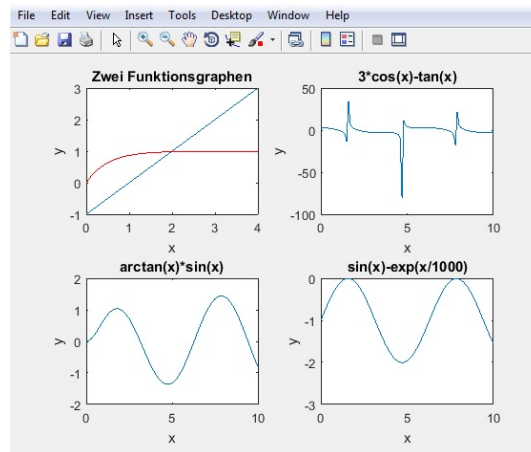 File Edit View Insert Tools Desktop Window Help
Zwei Funktionsgraphen
3
2
1
0
-1
y
0 1 2 3 4
x
3*cos(x)-tan(x)
50
0
-50
-100
y
0 5 10
x
arctan(x)*sin(x)
2
1
0
-1
-2
y
0 5 10
x
sin(x)-exp(x/1000)
0
-1
-2
-3
y
0 5 10
x